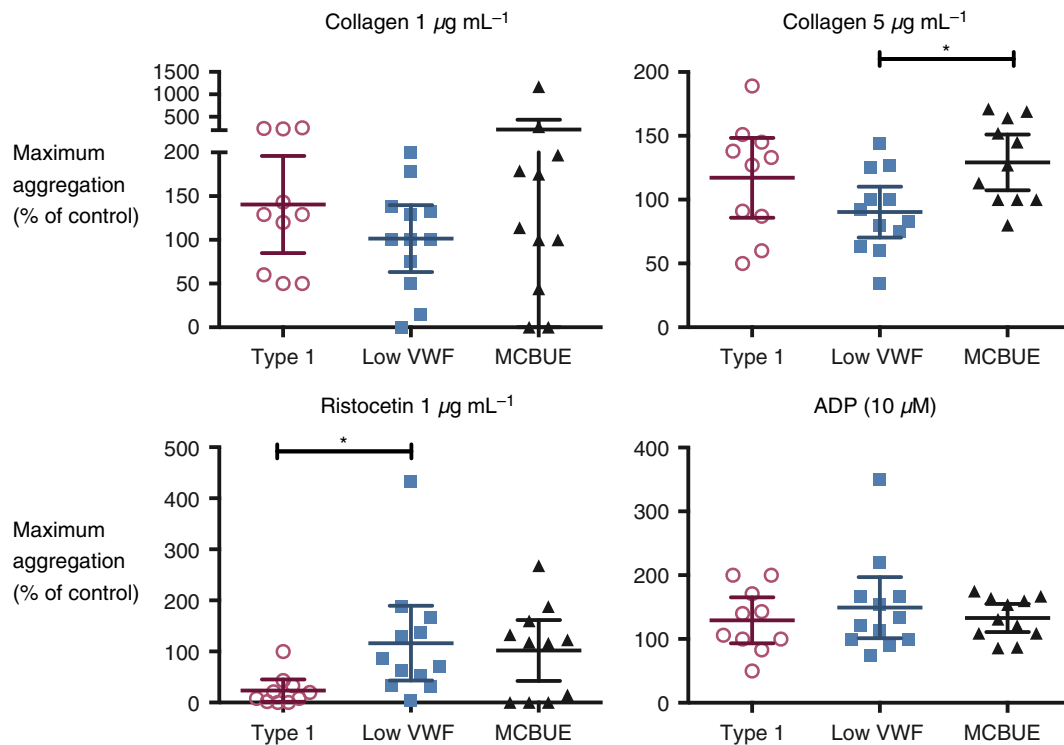 Collagen 1 µg mL⁻¹
Collagen 5 µg mL⁻¹
*
Maximum
aggregation
(% of control)
1500
1000
500
200
150
100
50
0
Type 1 Low VWF MCBUE
200
150
100
50
0
Type 1 Low VWF MCBUE
Ristocetin 1 µg mL⁻¹
ADP (10 µM)
*
Maximum
aggregation
(% of control)
500
400
300
200
100
0
Type 1 Low VWF MCBUE
400
300
200
100
0
Type 1 Low VWF MCBUE